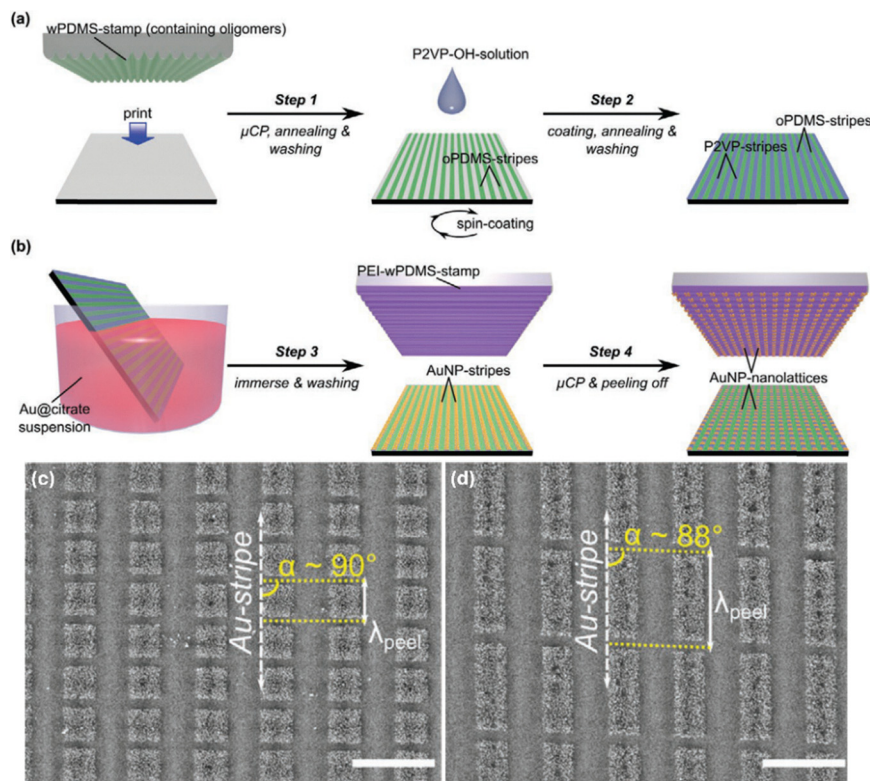 (a)
wPDMS-stamp (containing oligomers)
print
Step 1
μCP, annealing &
washing
P2VP-OH-solution
oPDMS-stripes
spin-coating
Step 2
coating, annealing &
washing
oPDMS-stripes
P2VP-stripes
(b)
Au@citrate
suspension
Step 3
immerse & washing
PEI-wPDMS-stamp
AuNP-stripes
Step 4
μCP & peeling off
AuNP-nanolattices
(c)
Au-stripe
α ~ 90°
λpeel
(d)
Au-stripe
α ~ 88°
λpeel